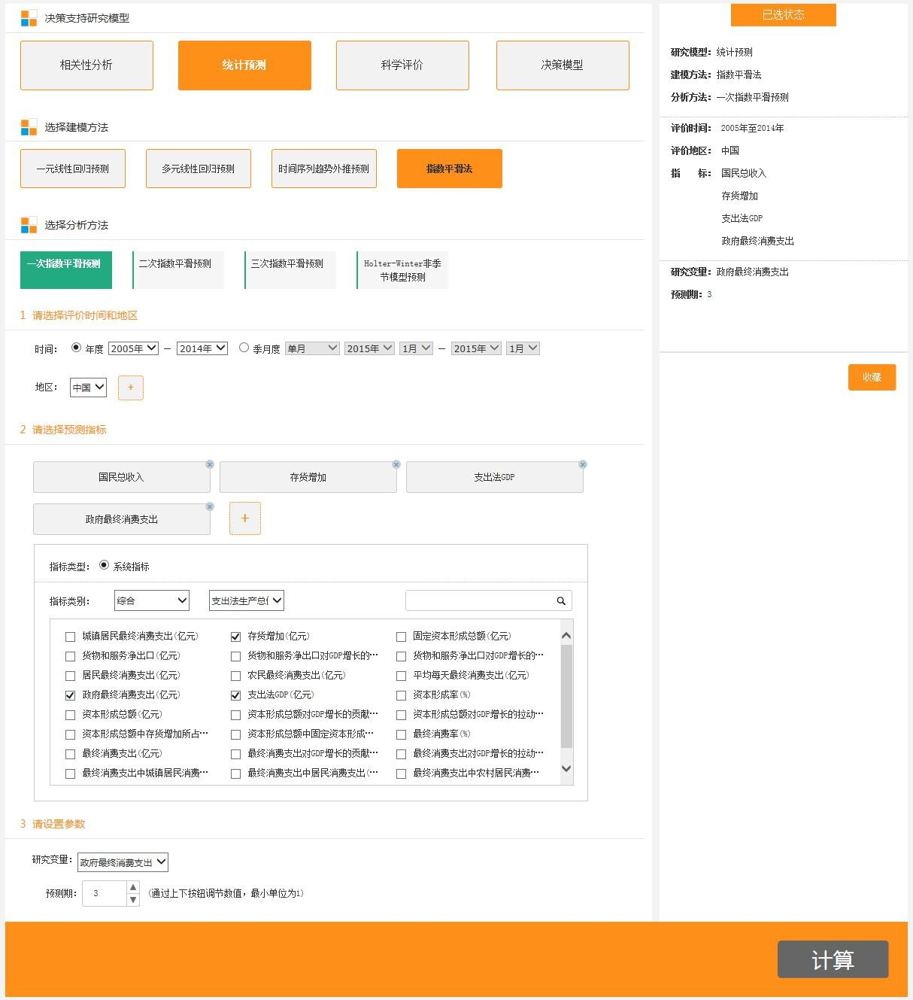 决策支持研究模型
相关性分析 统计预测 科学评价 决策模型
选择建模方法
一元线性回归预测 多元线性回归预测 时间序列趋势外推预测 指数平滑法
选择分析方法
一次指数平滑预测 二次指数平滑预测 三次指数平滑预测 Holter-Winter非季
节模型预测
1 请选择评价时间和地区
时间: 年度 2005年 — 2014年 季月度 单月 2015年 1月 — 2015年 1月
地区: 中国 +
2 请选择预测指标
国民总收入 存货增加 支出法GDP
政府最终消费支出 +
指标类型: 系统指标
指标类别: 综合 支出法生产总
城镇居民最终消费支出(亿元) 存货增加(亿元) 固定资本形成总额(亿元)
货物和服务净出口(亿元) 货物和服务净出口对GDP增长的… 货物和服务净出口对GDP增长的…
居民最终消费支出(亿元) 农民最终消费支出(亿元) 平均每天最终消费支出(亿元)
政府最终消费支出(亿元) 支出法GDP(亿元) 资本形成率(%)
资本形成总额(亿元) 资本形成总额对GDP增长的贡献… 资本形成总额对GDP增长的拉动…
资本形成总额中存货增加所占… 资本形成总额中固定资本形成… 最终消费率(%)
最终消费支出(亿元) 最终消费支出对GDP增长的贡献… 最终消费支出对GDP增长的拉动…
最终消费支出中城镇居民消费… 最终消费支出中居民消费支出(… 最终消费支出中农村居民消费…
3 请设置参数
研究变量: 政府最终消费支出
预测期: 3 (通过上下按钮调节数值，最小单位为1)
已选状态
研究模型: 统计预测
建模方法: 指数平滑法
分析方法: 一次指数平滑预测
评价时间: 2005年至2014年
评价地区: 中国
指 标: 国民总收入
存货增加
支出法GDP
政府最终消费支出
研究变量: 政府最终消费支出
预测期: 3
收藏
计算